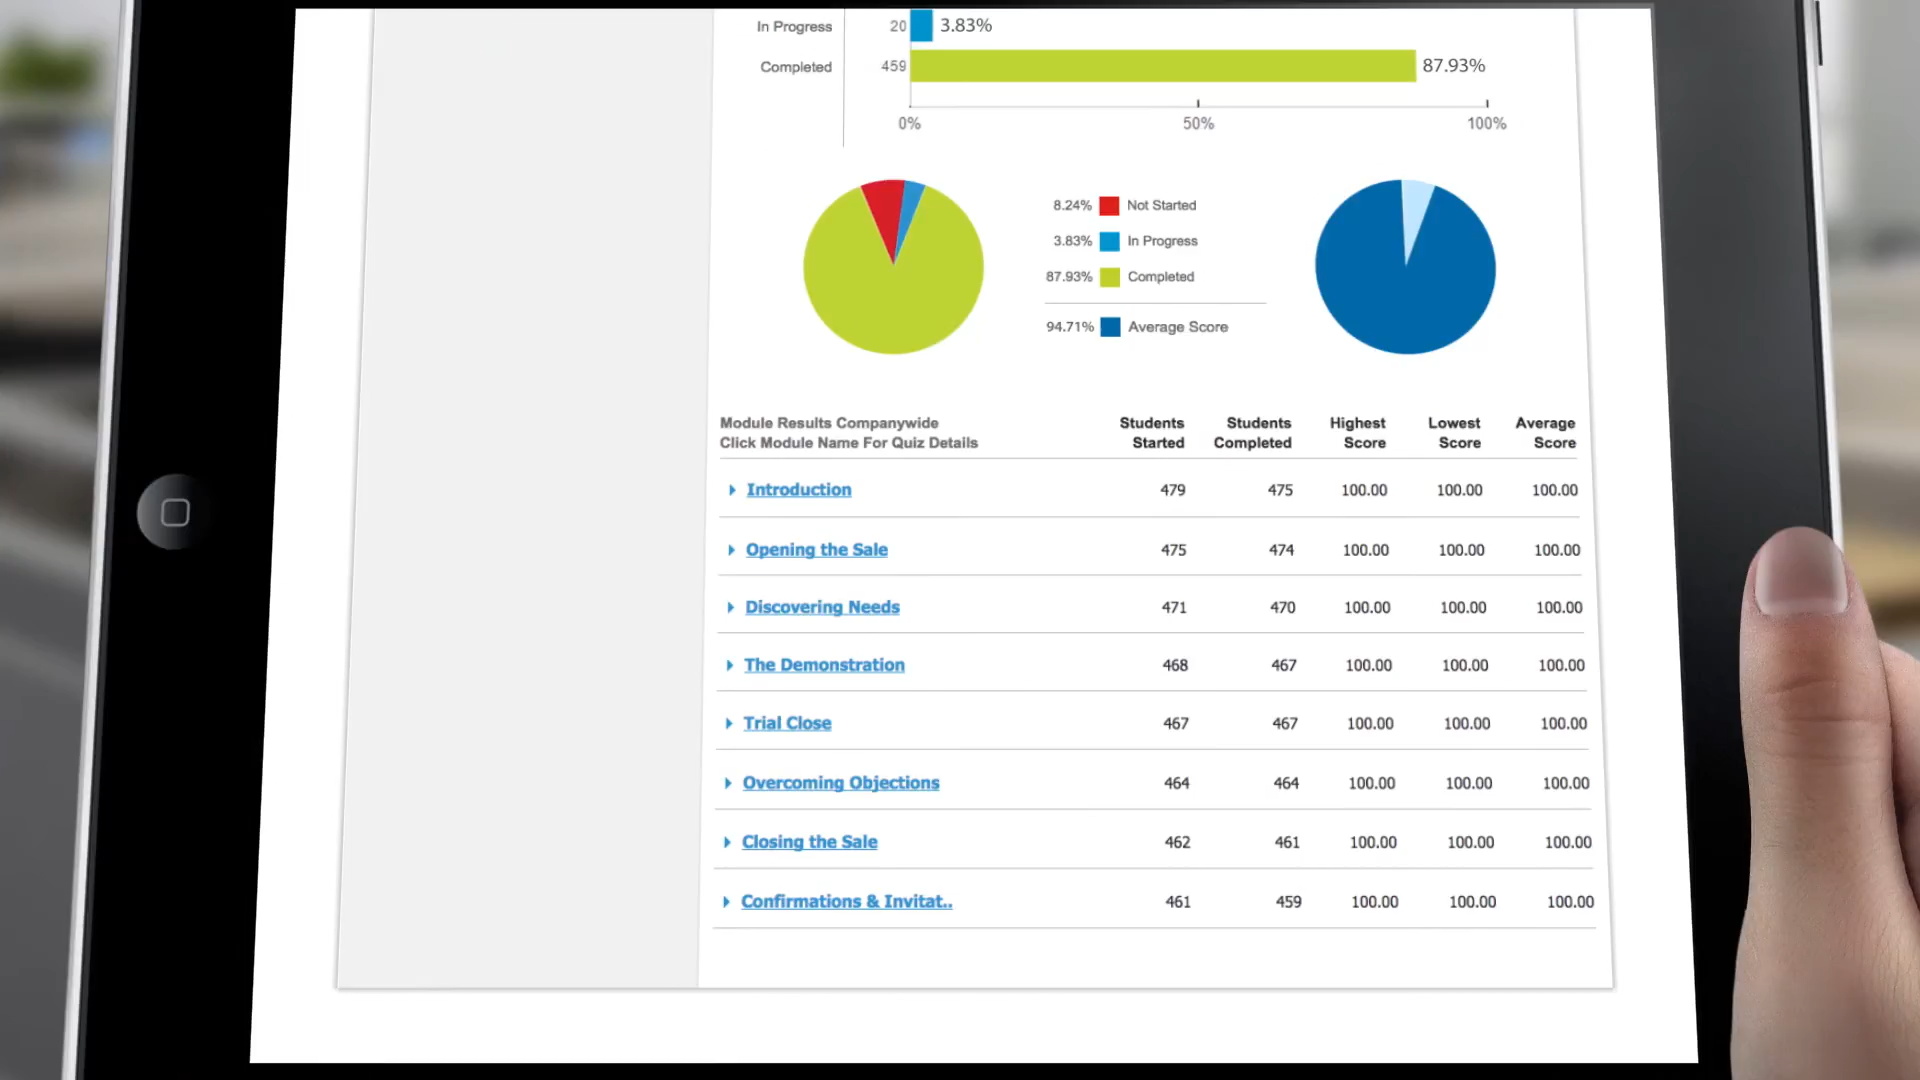 In Progress 20 3.83%
Completed 459 87.93%
0% 50% 100%
8.24% Not Started
3.83% In Progress
87.93% Completed
94.71% Average Score
Module Results Companywide Students Students Highest Lowest Average
Click Module Name For Quiz Details Started Completed Score Score Score
Introduction 479 475 100.00 100.00 100.00
Opening the Sale 475 474 100.00 100.00 100.00
Discovering Needs 471 470 100.00 100.00 100.00
The Demonstration 468 467 100.00 100.00 100.00
Trial Close 467 467 100.00 100.00 100.00
Overcoming Objections 464 464 100.00 100.00 100.00
Closing the Sale 462 461 100.00 100.00 100.00
Confirmations & Invitat.. 461 459 100.00 100.00 100.00